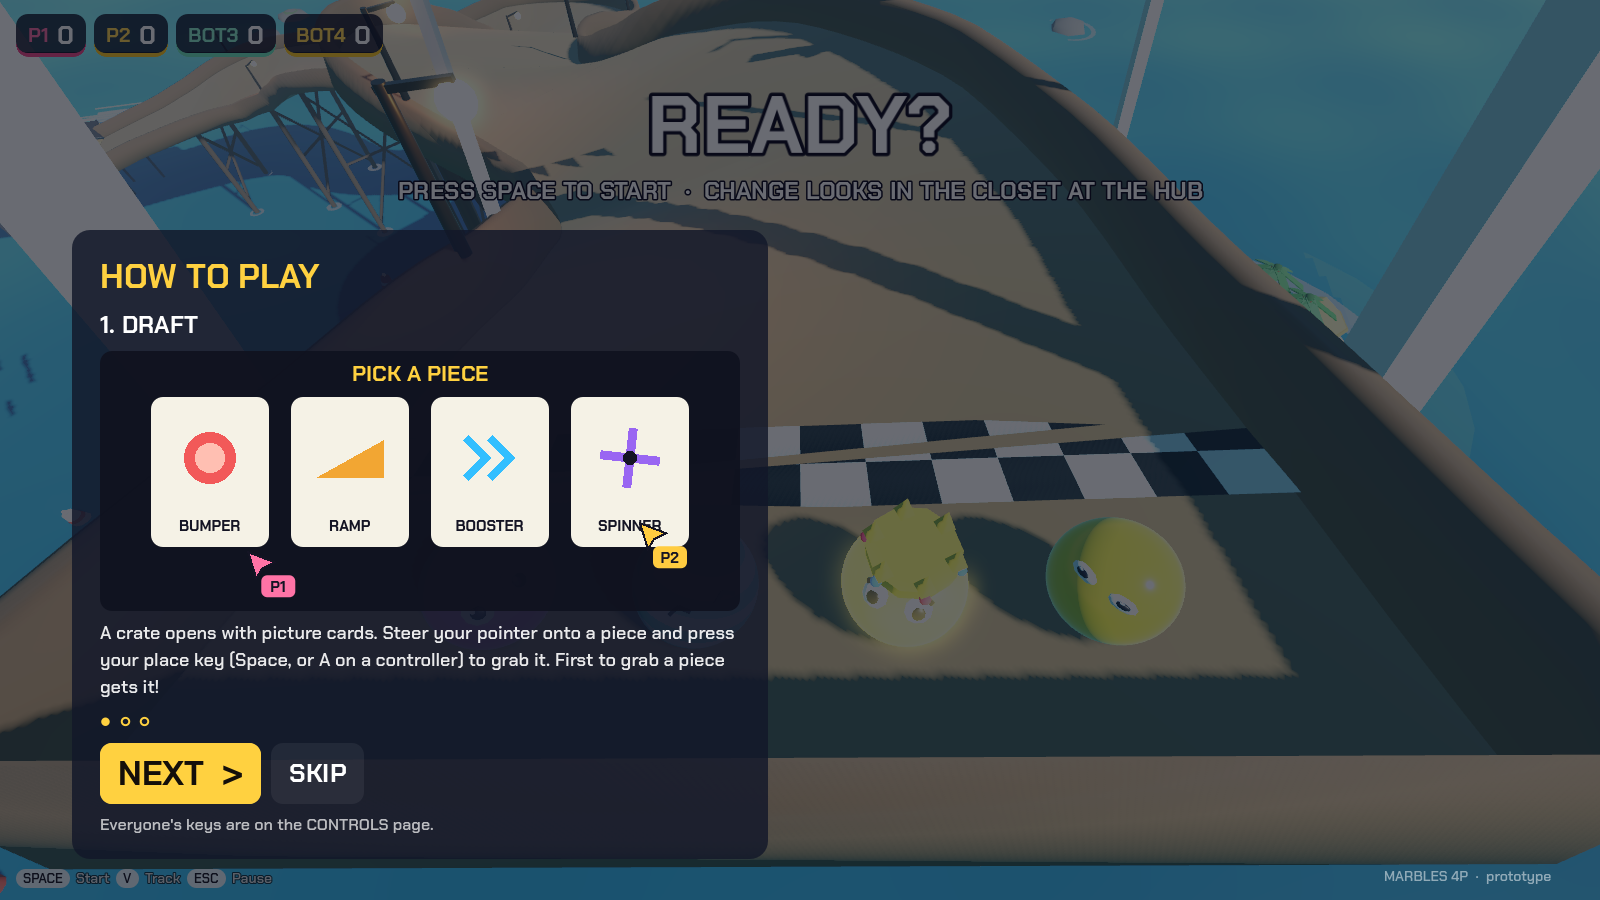 P1 0 P2 0 BOT3 0 BOT4 0
READY?
PRESS SPACE TO START · CHANGE LOOKS IN THE CLOSET AT THE HUB
HOW TO PLAY
1. DRAFT
PICK A PIECE
BUMPER RAMP BOOSTER SPINNER
P2
P1
A crate opens with picture cards. Steer your pointer onto a piece and press
your place key (Space, or A on a controller) to grab it. First to grab a piece
gets it!
NEXT >
SKIP
Everyone's keys are on the CONTROLS page.
SPACE Start V Track ESC Pause
MARBLES 4P · prototype